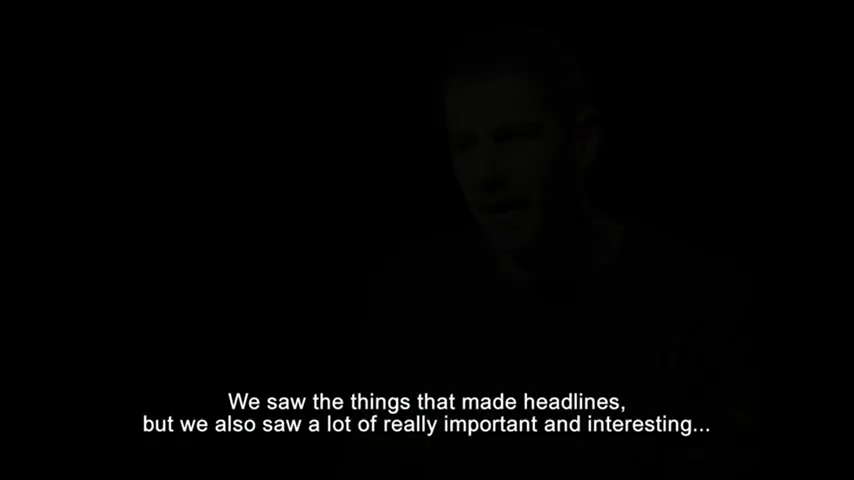 We saw the things that made headlines,
but we also saw a lot of really important and interesting...